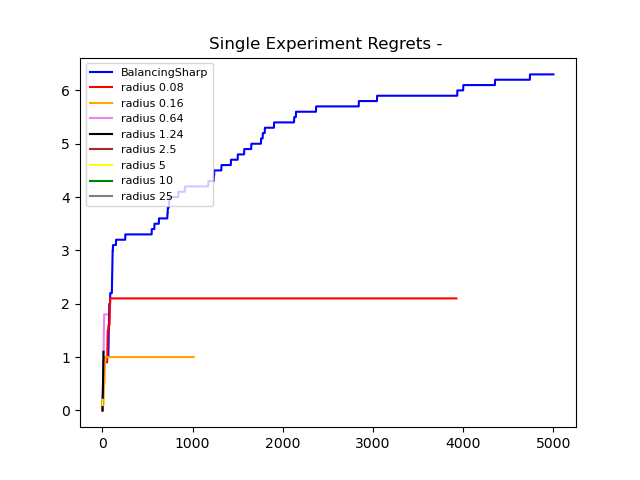 Single Experiment Regrets -
BalancingSharp
radius 0.08
radius 0.16
radius 0.64
radius 1.24
radius 2.5
radius 5
radius 10
radius 25
6
5
4
3
2
1
0
0 1000 2000 3000 4000 5000